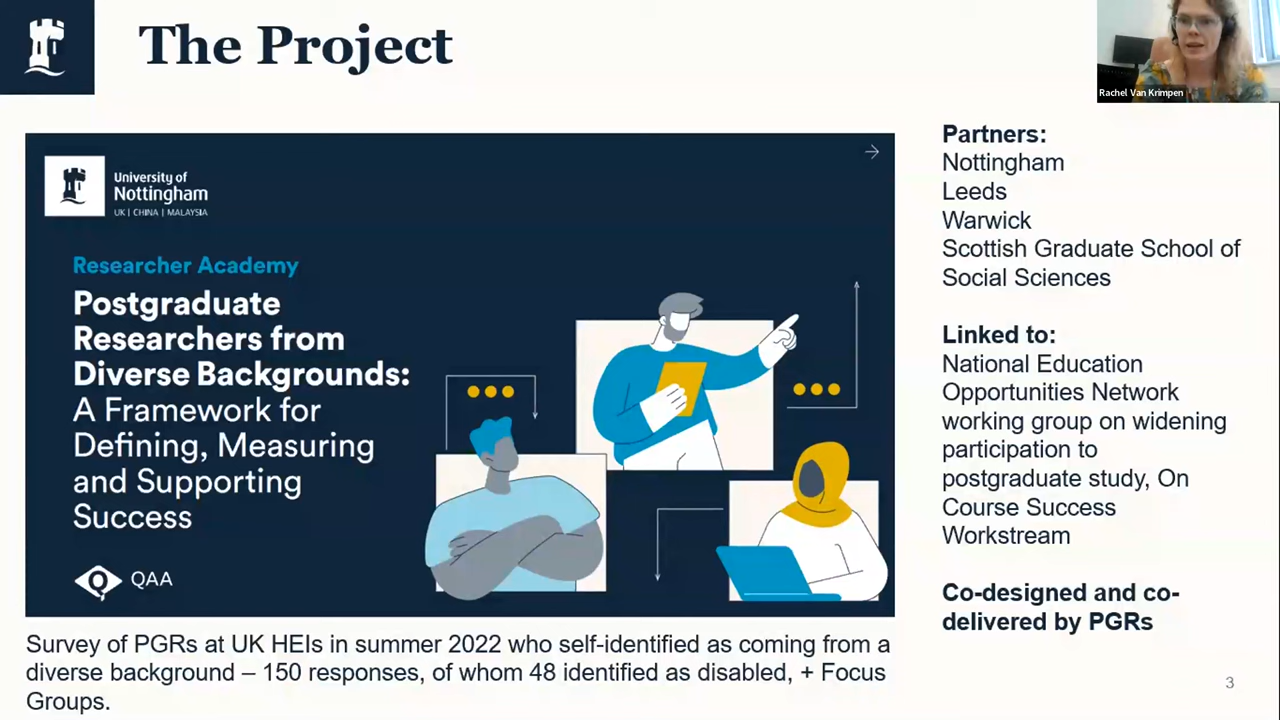 The Project
Rachel Van Krimpen
University of
Nottingham
UK | CHINA | MALAYSIA
Researcher Academy
Postgraduate
Researchers from
Diverse Backgrounds:
A Framework for
Defining, Measuring
and Supporting
Success
QAA
Survey of PGRs at UK HEIs in summer 2022 who self-identified as coming from a
diverse background – 150 responses, of whom 48 identified as disabled, + Focus
Groups.
Partners:
Nottingham
Leeds
Warwick
Scottish Graduate School of
Social Sciences
Linked to:
National Education
Opportunities Network
working group on widening
participation to
postgraduate study, On
Course Success
Workstream
Co-designed and co-
delivered by PGRs
3